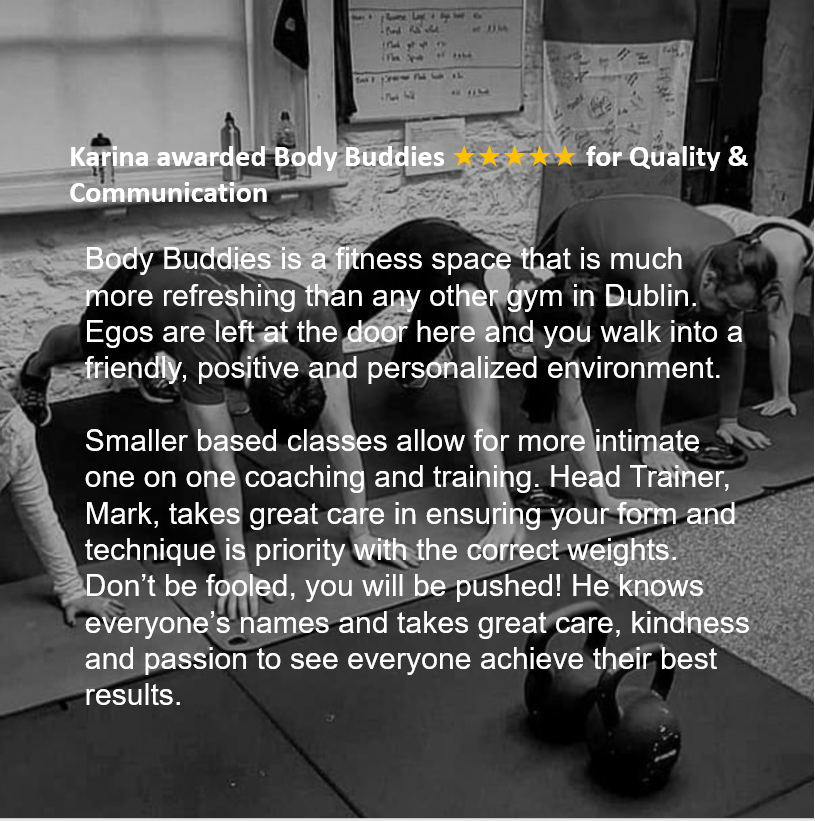 Karina awarded Body Buddies ★★★★★ for Quality &
Communication
Body Buddies is a fitness space that is much
more refreshing than any other gym in Dublin.
Egos are left at the door here and you walk into a
friendly, positive and personalized environment.
Smaller based classes allow for more intimate
one on one coaching and training. Head Trainer,
Mark, takes great care in ensuring your form and
technique is priority with the correct weights.
Don’t be fooled, you will be pushed! He knows
everyone’s names and takes great care, kindness
and passion to see everyone achieve their best
results.